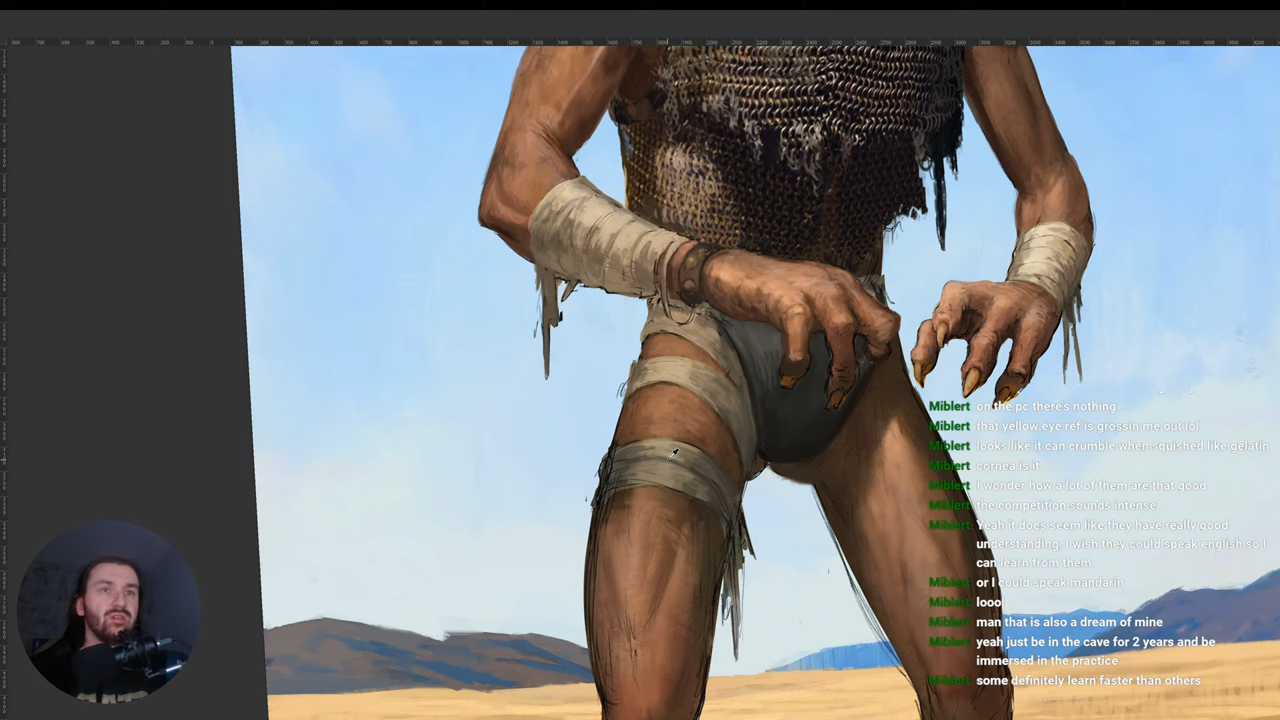 Miblert on the pc there's nothing
Miblert that yellow eye ref is grossin me out lol
Miblert looks like it can crumble when squished like gelatin
Miblert cornea is it
Miblert I wonder how a lot of them are that good
Miblert the competition sounds intense
Miblert Yeah it does seem like they have really good
understanding, I wish they could speak english so I
can learn from them
Miblert or I could speak mandarin
Miblert looo
Miblert man that is also a dream of mine
Miblert yeah just be in the cave for 2 years and be
immersed in the practice
Miblert some definitely learn faster than others